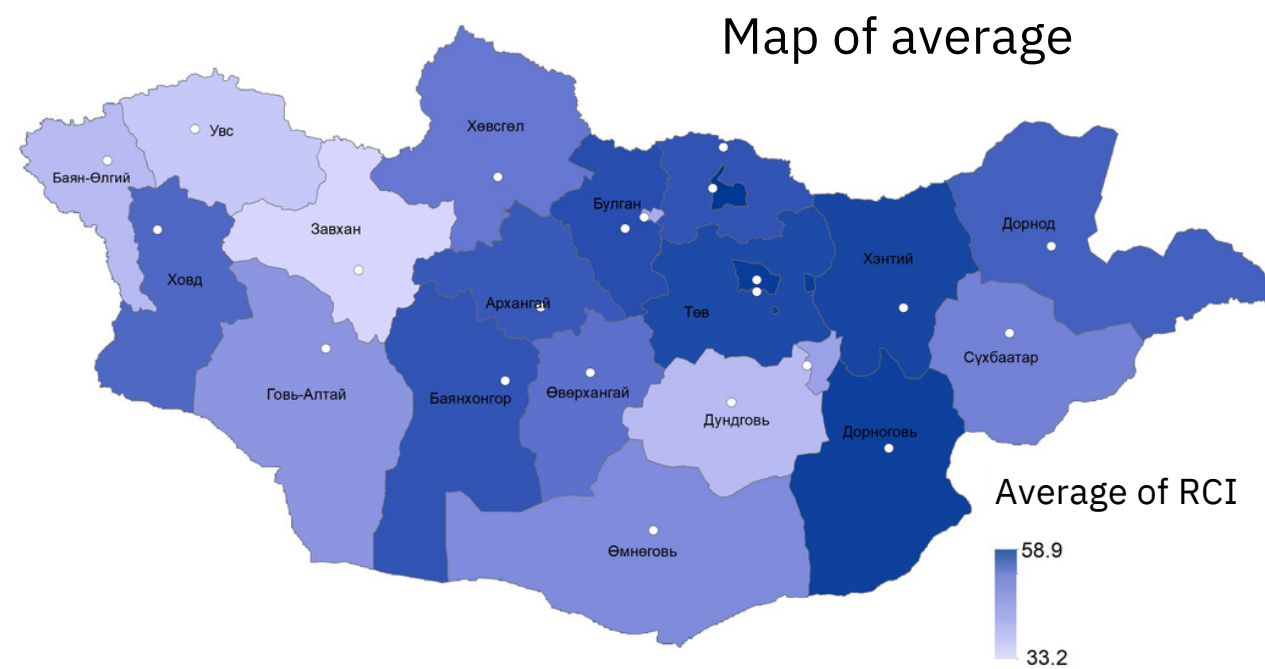 Map of average
Хөвсгөл
Увс
Баян-Өлгий
Булган
Дорнод
Завхан
Хэнтий
Ховд
Архангай
Төв
Сүхбаатар
Говь-Алтай
Баянхонгор
Өвөрхангай
Дундговь
Дорноговь
Өмнөговь
Average of RCI
58.9
33.2